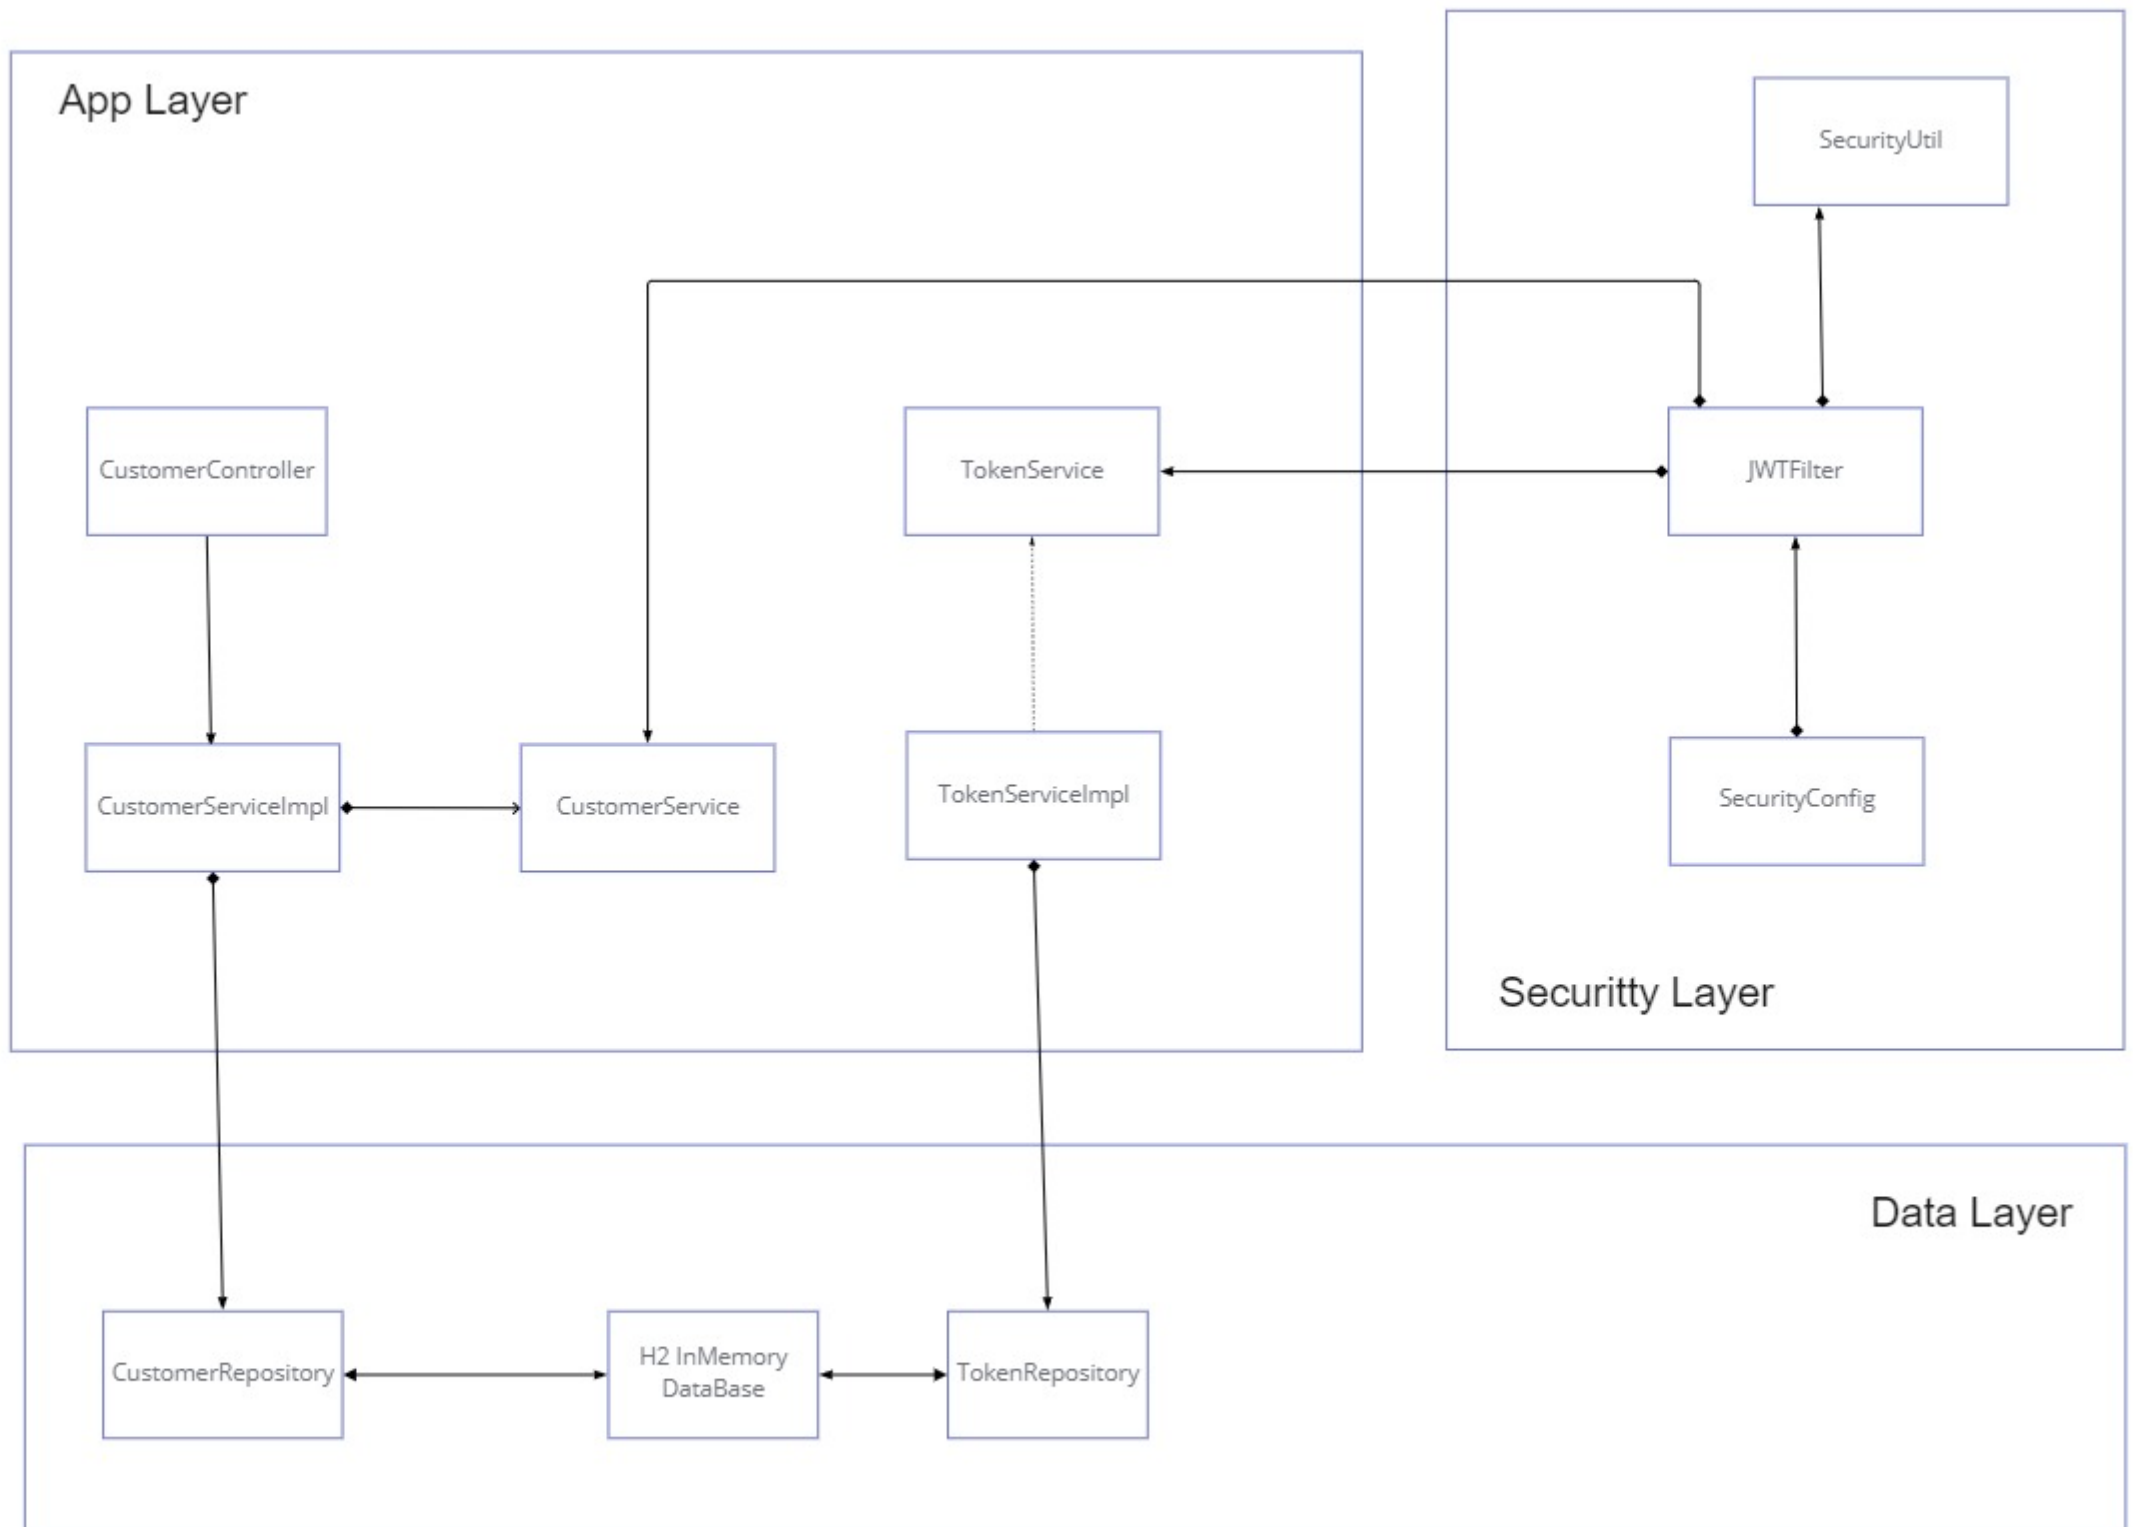 App Layer
SecurityUtil
CustomerController
TokenService
JWTFilter
CustomerServiceImpl
CustomerService
TokenServiceImpl
SecurityConfig
Securitty Layer
Data Layer
CustomerRepository
H2 InMemory
DataBase
TokenRepository